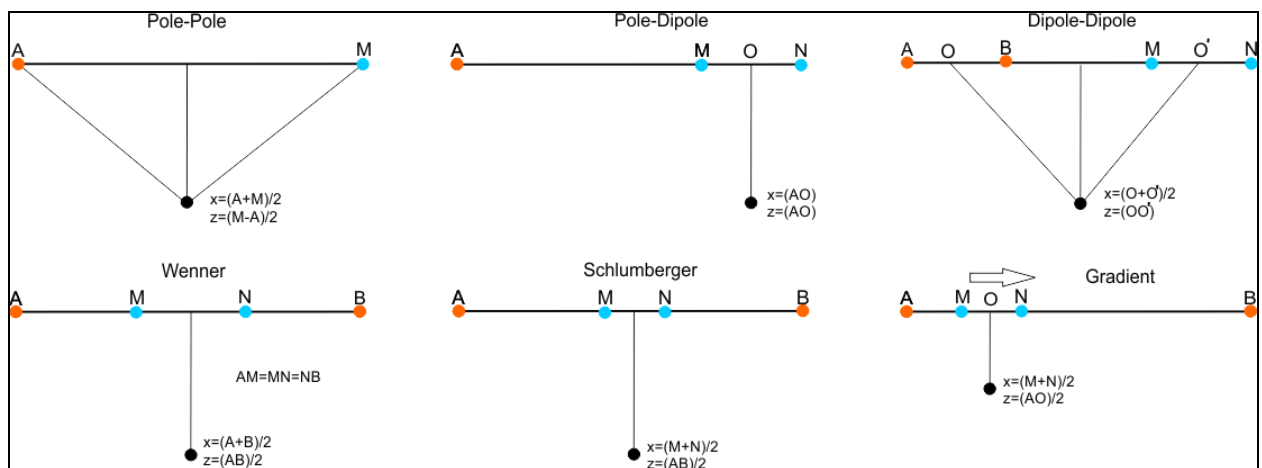 Pole-Pole
A M
x=(A+M)/2
z=(M-A)/2
Pole-Dipole
A M O N
x=(AO)
z=(AO)
Dipole-Dipole
A O B M O' N
x=(O+O')/2
z=(OO')
Wenner
A M N B
AM=MN=NB
x=(A+B)/2
z=(AB)/2
Schlumberger
A M N B
x=(M+N)/2
z=(AB)/2
Gradient
A M O N B
x=(M+N)/2
z=(AO)/2